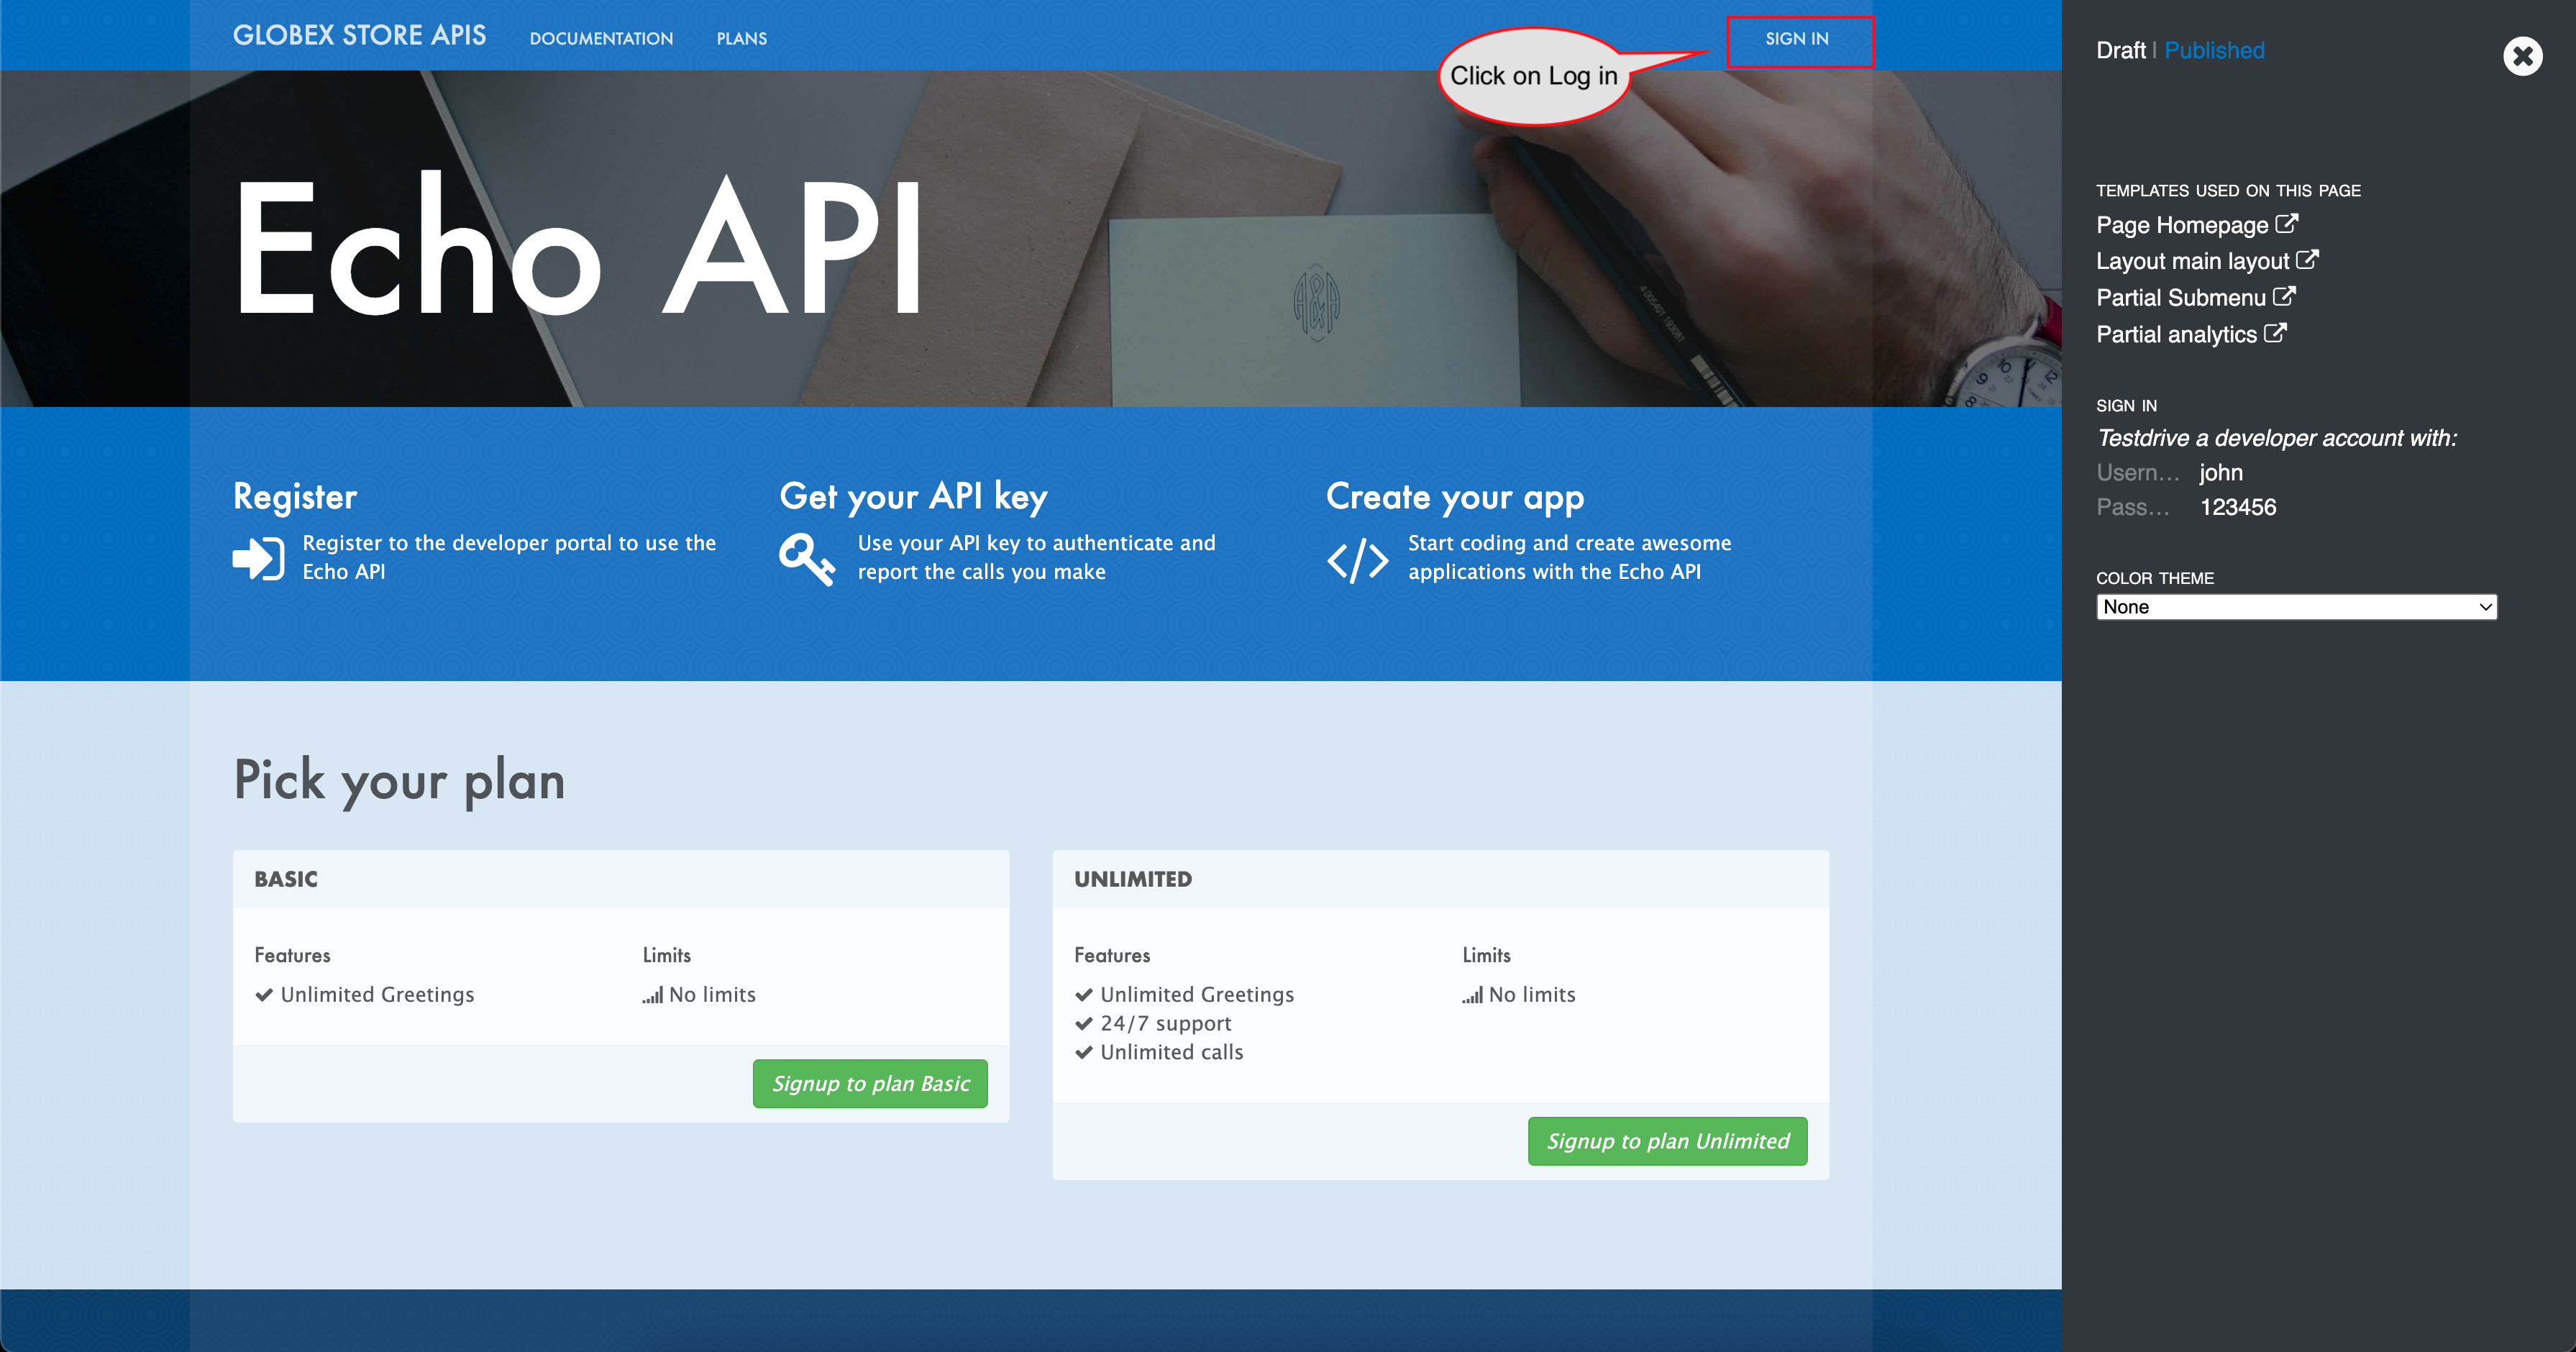 GLOBEX STORE APIS
DOCUMENTATION
PLANS
SIGN IN
Click on Log in
Echo API
Register
Register to the developer portal to use the
Echo API
Get your API key
Use your API key to authenticate and
report the calls you make
Create your app
Start coding and create awesome
applications with the Echo API
Pick your plan
BASIC
Features
Unlimited Greetings
Limits
No limits
Signup to plan Basic
UNLIMITED
Features
Unlimited Greetings
24/7 support
Unlimited calls
Limits
No limits
Signup to plan Unlimited
Draft | Published
TEMPLATES USED ON THIS PAGE
Page Homepage
Layout main layout
Partial Submenu
Partial analytics
SIGN IN
Testdrive a developer account with:
Usern... john
Pass... 123456
COLOR THEME
None